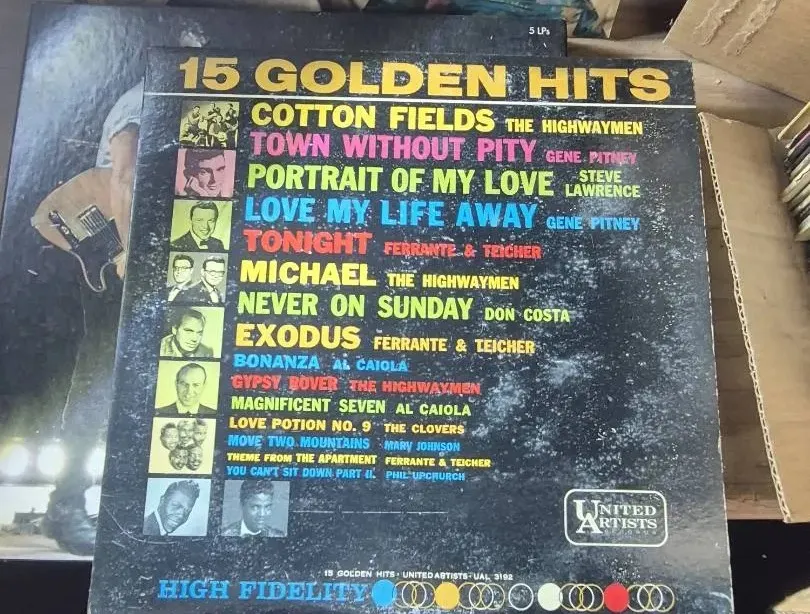 5 LPs
15 GOLDEN HITS
COTTON FIELDS THE HIGHWAYMEN
TOWN WITHOUT PITY GENE PITNEY
PORTRAIT OF MY LOVE STEVE LAWRENCE
LOVE MY LIFE AWAY GENE PITNEY
TONIGHT FERRANTE & TEICHER
MICHAEL THE HIGHWAYMEN
NEVER ON SUNDAY DON COSTA
EXODUS FERRANTE & TEICHER
BONANZA AL CAIOLA
GYPSY ROVER THE HIGHWAYMEN
MAGNIFICENT SEVEN AL CAIOLA
LOVE POTION NO. 9 THE CLOVERS
MOVE TWO MOUNTAINS MARV JOHNSON
THEME FROM THE APARTMENT FERRANTE & TEICHER
YOU CAN'T SIT DOWN PART II. PHIL UPCHURCH
UNITED
ARTISTS
RECORDS
15 GOLDEN HITS · UNITED ARTISTS · UAL 3192
HIGH FIDELITY